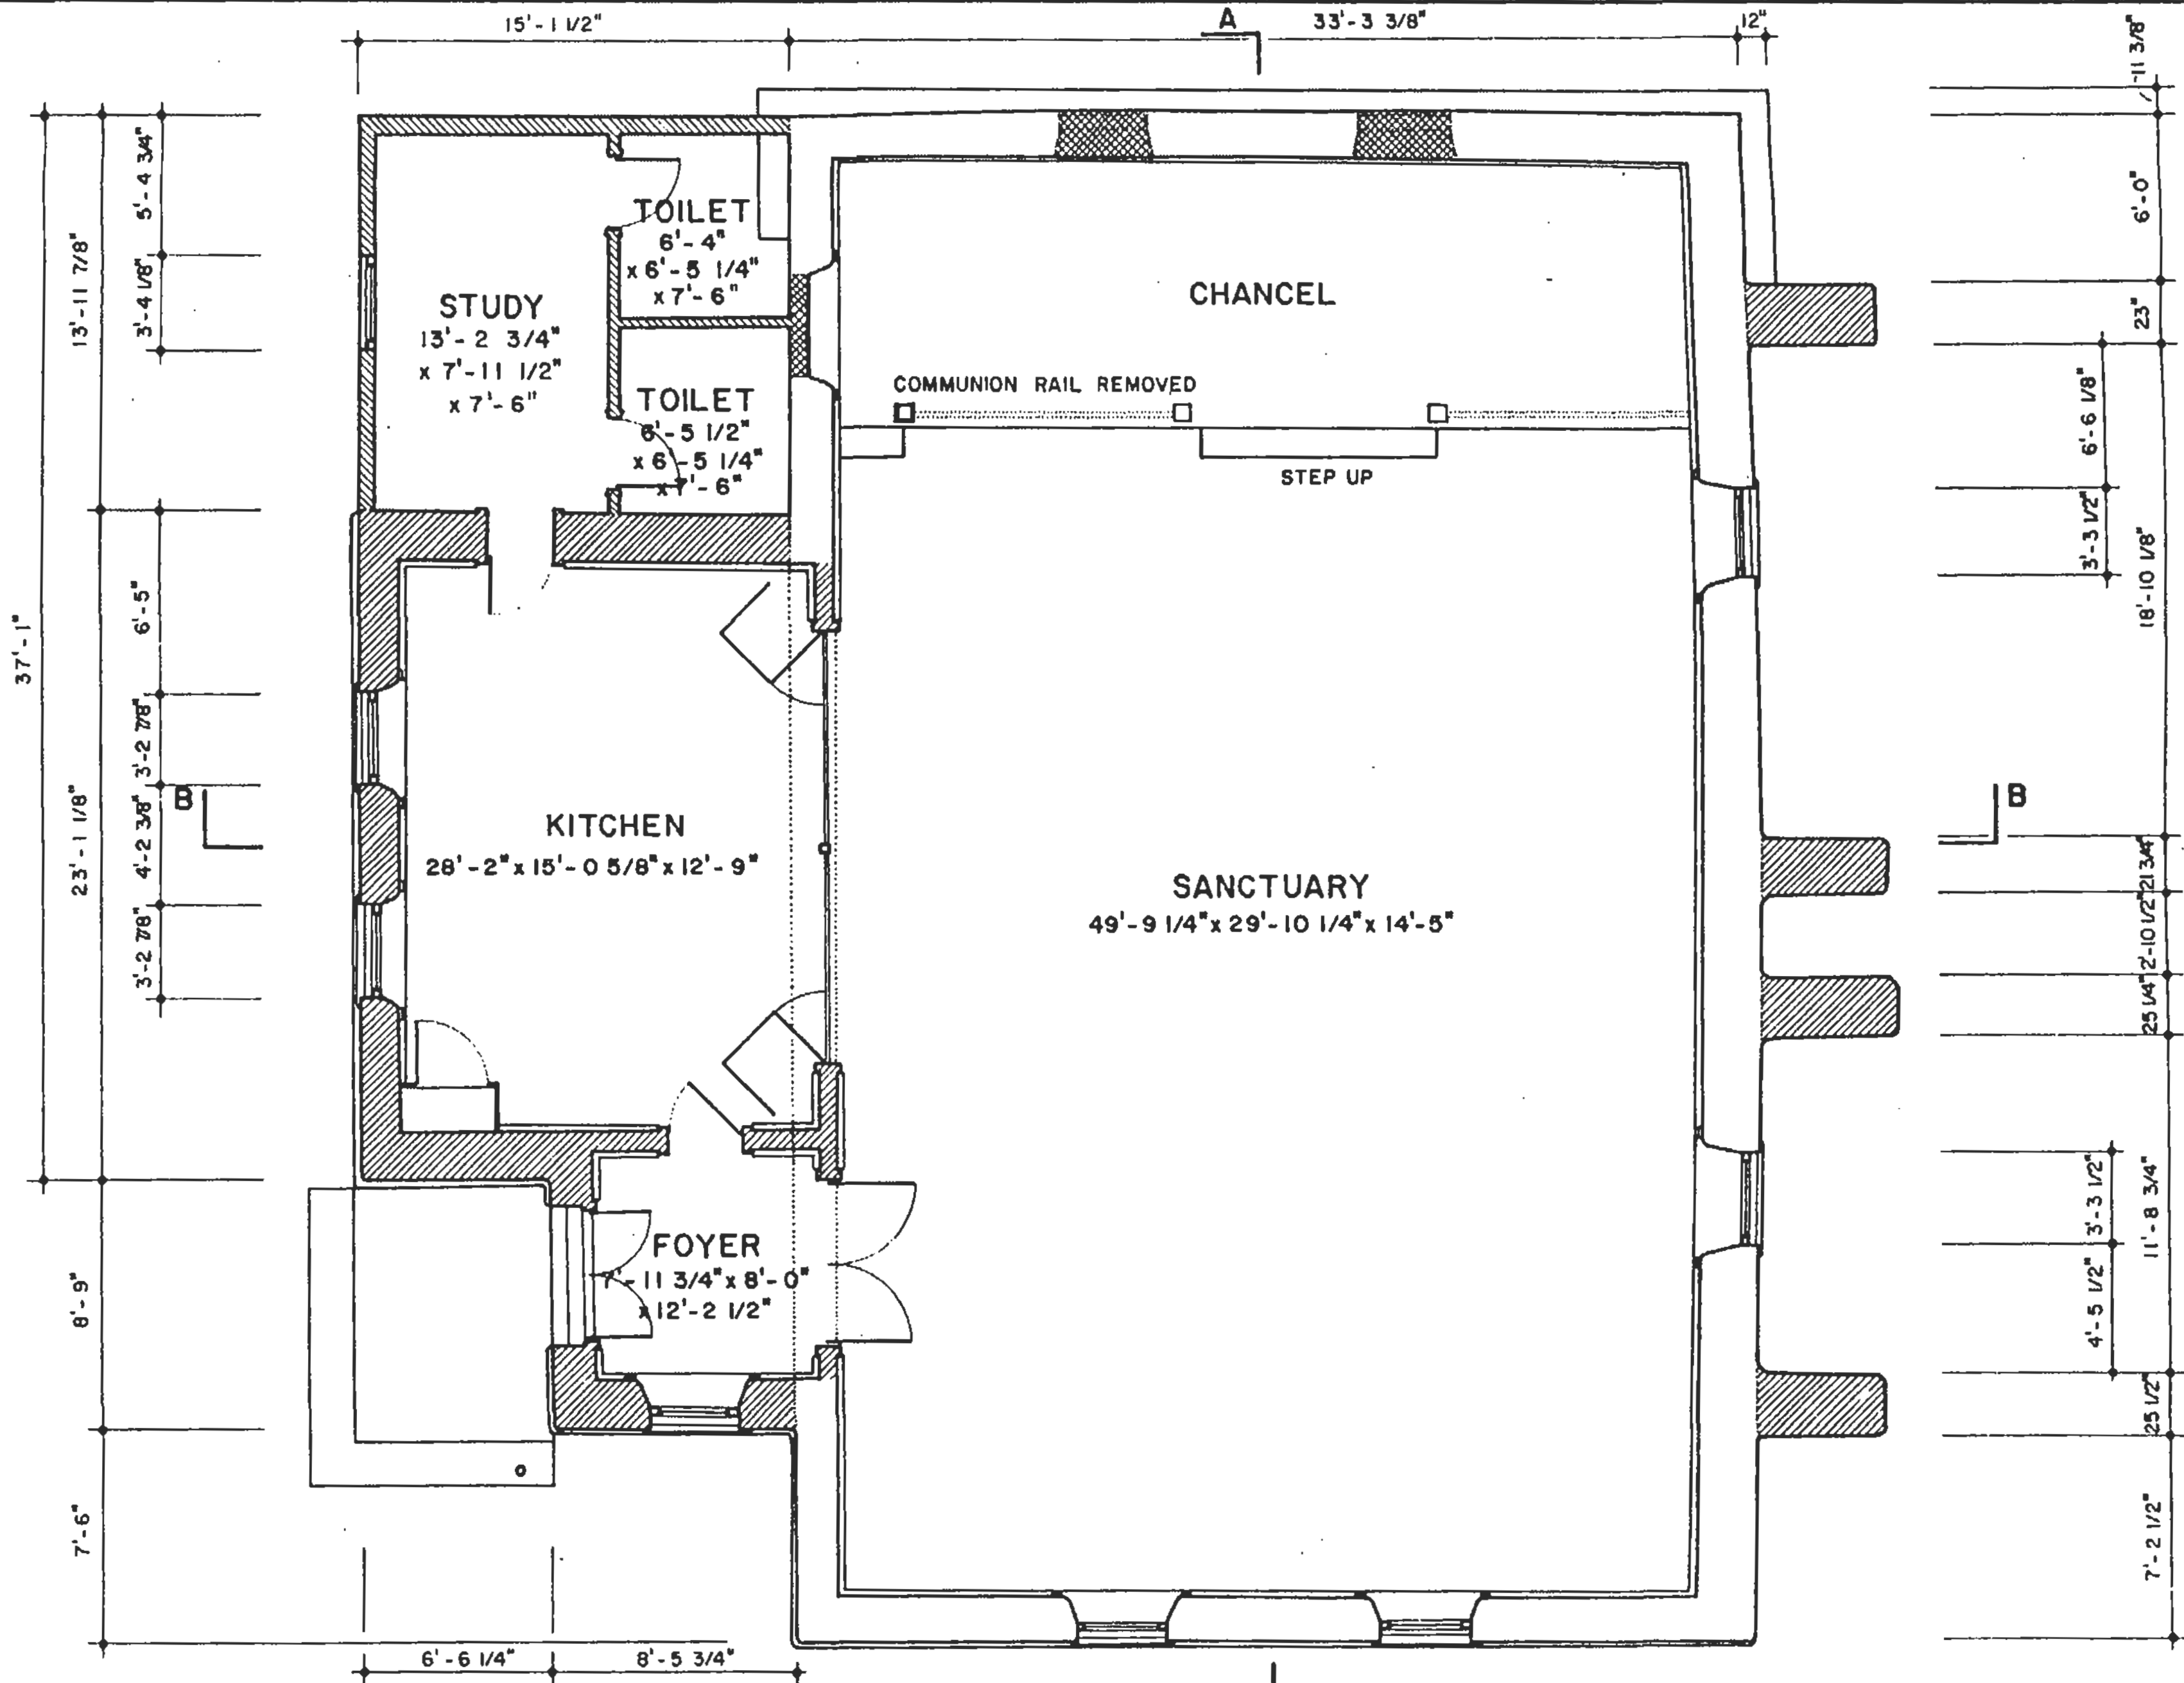 15'-1 1/2"
A
33'-3 3/8"
12"
11 3/8"
5'-4 3/4"
3'-4 1/8"
13'-11 7/8"
37'-1"
6'-5"
3'-2 7/8"
4'-2 3/8"
3'-2 7/8"
23'-1 1/8"
8'-9"
7'-6"
B
TOILET
6'-4"
x 6'-5 1/4"
x 7'-6"
STUDY
13'-2 3/4"
x 7'-11 1/2"
x 7'-6"
TOILET
6'-5 1/2"
x 6'-5 1/4"
x 7'-6"
CHANCEL
COMMUNION RAIL REMOVED
STEP UP
KITCHEN
28'-2" x 15'-0 5/8" x 12'-9"
SANCTUARY
49'-9 1/4" x 29'-10 1/4" x 14'-5"
FOYER
7'-11 3/4" x 8'-0"
x 12'-2 1/2"
B
6'-0"
23"
6'-6 1/8"
3'-3 1/2"
18'-10 1/8"
21 3/4"
2'-10 1/2"
25 1/4"
3'-3 1/2"
4'-5 1/2"
11'-8 3/4"
25 1/2"
7'-2 1/2"
6'-6 1/4"
8'-5 3/4"